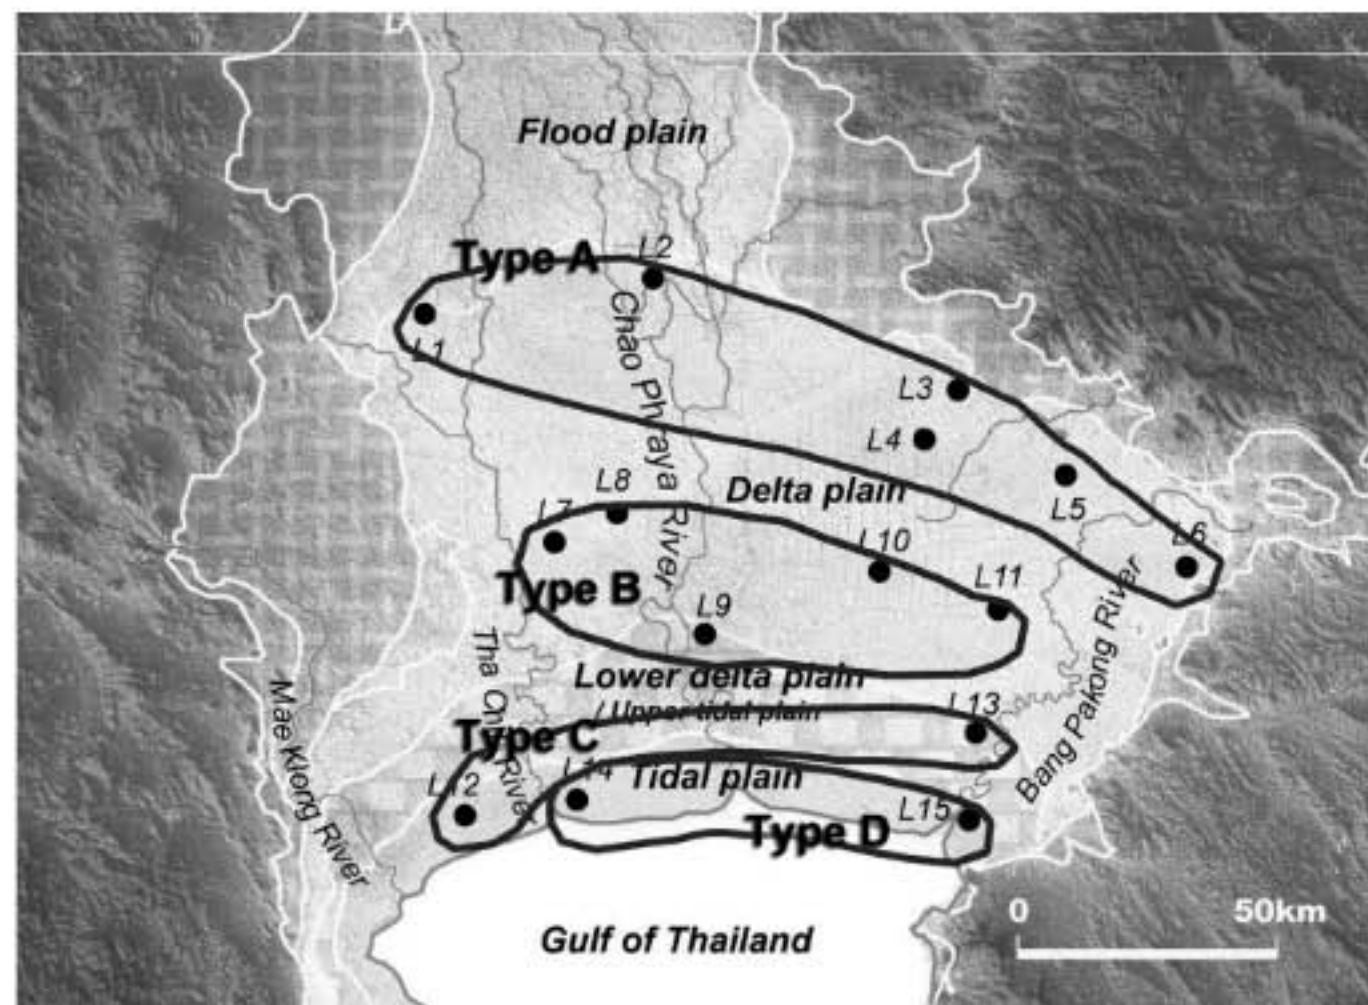 Flood plain
Type A
L2
L1
Chao Phraya River
L3
L4
Delta plain
L5
L6
L8
L7
L10
Type B
L11
L9
Bang Pakong River
Tha Chin River
Lower delta plain
/ Upper tidal plain
Mae Klong River
L13
Type C
L12
L14
Tidal plain
L15
Type D
0 50km
Gulf of Thailand